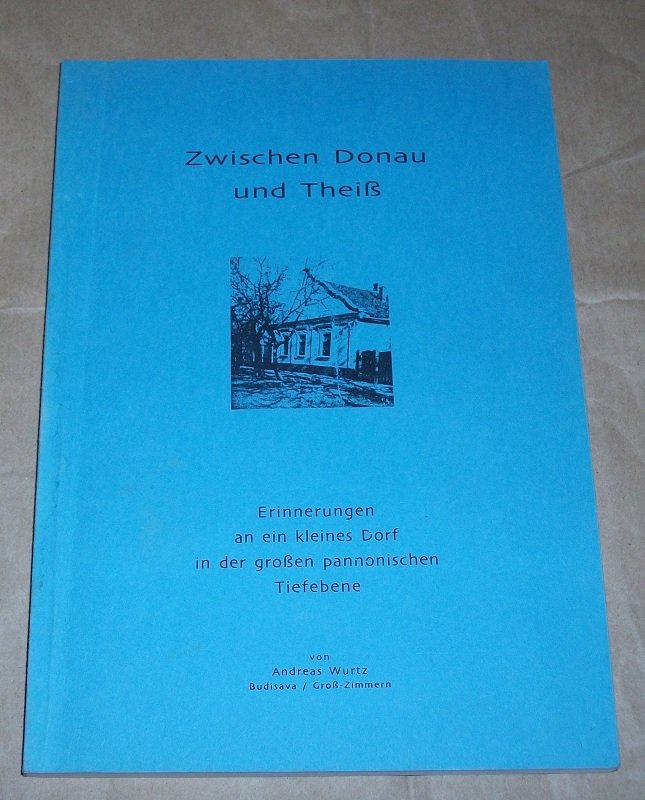 Zwischen Donau
und Theiß
Erinnerungen
an ein kleines Dorf
in der großen pannonischen
Tiefebene
von
Andreas Wurtz
Budisava / Groß-Zimmern